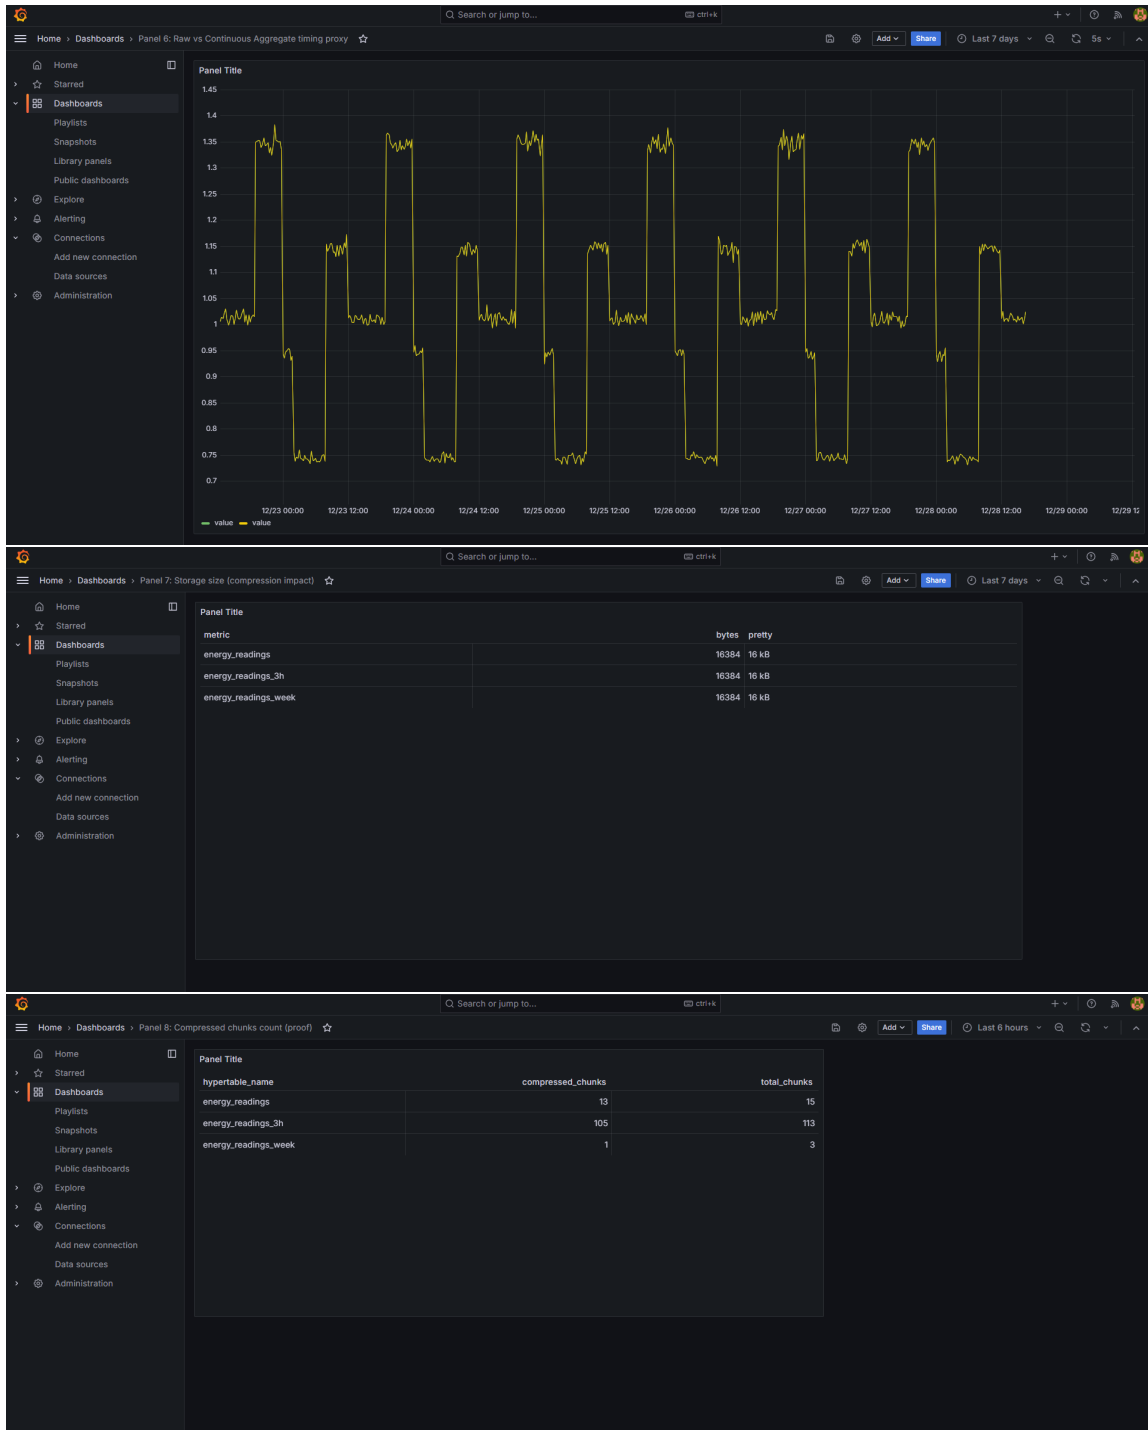 Search or jump to... ctrl+k
Home › Dashboards › Panel 6: Raw vs Continuous Aggregate timing proxy Add Share Last 7 days 5s
Home
Starred
Dashboards
Playlists
Snapshots
Library panels
Public dashboards
Explore
Alerting
Connections
Add new connection
Data sources
Administration
Panel Title
1.45
1.4
1.35
1.3
1.25
1.2
1.15
1.1
1.05
1
0.95
0.9
0.85
0.8
0.75
0.7
12/23 00:00 12/23 12:00 12/24 00:00 12/24 12:00 12/25 00:00 12/25 12:00 12/26 00:00 12/26 12:00 12/27 00:00 12/27 12:00 12/28 00:00 12/28 12:00 12/29 00:00 12/29 12
value value
Search or jump to... ctrl+k
Home › Dashboards › Panel 7: Storage size (compression impact) Add Share Last 7 days
Home
Starred
Dashboards
Playlists
Snapshots
Library panels
Public dashboards
Explore
Alerting
Connections
Add new connection
Data sources
Administration
Panel Title
metric bytes pretty
energy_readings 16384 16 kB
energy_readings_3h 16384 16 kB
energy_readings_week 16384 16 kB
Search or jump to... ctrl+k
Home › Dashboards › Panel 8: Compressed chunks count (proof) Add Share Last 6 hours
Home
Starred
Dashboards
Playlists
Snapshots
Library panels
Public dashboards
Explore
Alerting
Connections
Add new connection
Data sources
Administration
Panel Title
hypertable_name compressed_chunks total_chunks
energy_readings 13 15
energy_readings_3h 105 113
energy_readings_week 1 3